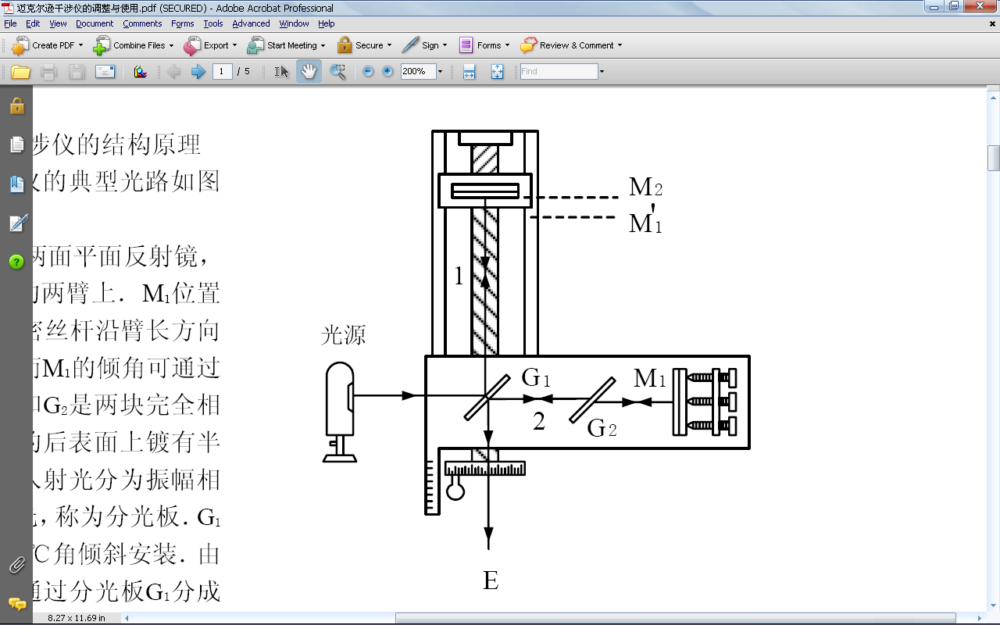 迈克尔逊干涉仪的调整与使用.pdf (SECURED) - Adobe Acrobat Professional
File Edit View Document Comments Forms Tools Advanced Window Help
Create PDF Combine Files Export Start Meeting Secure Sign Forms Review & Comment
1 / 5 200% Find
涉仪的结构原理
仪的典型光路如图
两面平面反射镜，
的两臂上．M₁位置
密丝杆沿臂长方向
而M₁的倾角可通过
和G₂是两块完全相
的后表面上镀有半
入射光分为振幅相
，称为分光板．G₁
℃角倾斜安装．由
通过分光板G₁分成
M₂
M₁'
1
光源
G₁
M₁
2
G₂
E
8.27 x 11.69 in